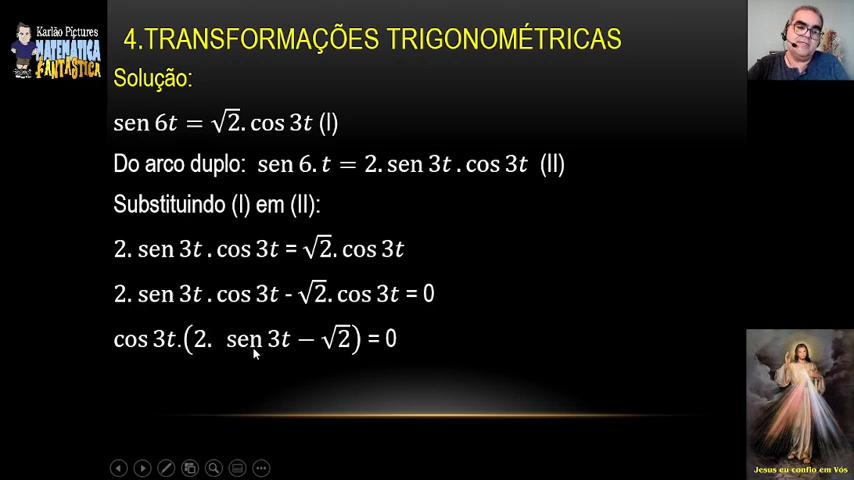 Karlão Pictures
MATEMÁTICA
FANTÁSTICA
4.TRANSFORMAÇÕES TRIGONOMÉTRICAS
Solução:
sen 6t = √2. cos 3t (I)
Do arco duplo: sen 6. t = 2. sen 3t . cos 3t (II)
Substituindo (I) em (II):
2. sen 3t . cos 3t = √2. cos 3t
2. sen 3t . cos 3t - √2. cos 3t = 0
cos 3t.(2. sen 3t − √2) = 0
Jesus eu confio em Vós